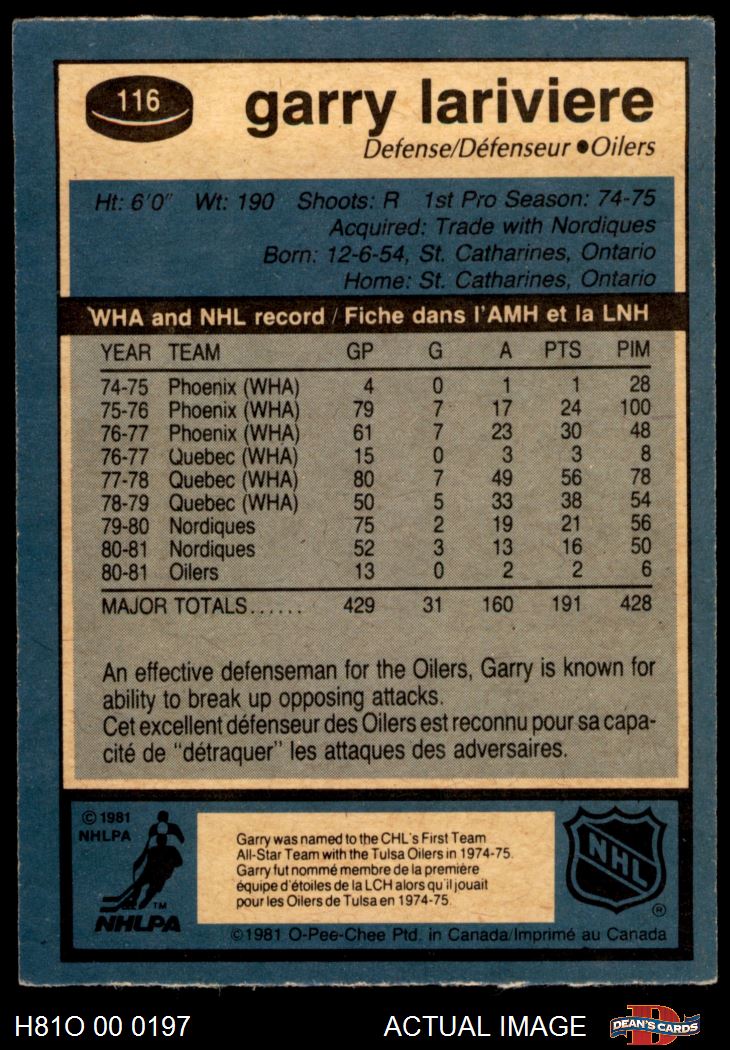 116
garry lariviere
Defense/Défenseur ● Oilers
Ht: 6'0" Wt: 190 Shoots: R 1st Pro Season: 74-75
Acquired: Trade with Nordiques
Born: 12-6-54, St. Catharines, Ontario
Home: St. Catharines, Ontario
WHA and NHL record / Fiche dans l'AMH et la LNH
YEAR TEAM GP G A PTS PIM
74-75 Phoenix (WHA) 4 0 1 1 28
75-76 Phoenix (WHA) 79 7 17 24 100
76-77 Phoenix (WHA) 61 7 23 30 48
76-77 Quebec (WHA) 15 0 3 3 8
77-78 Quebec (WHA) 80 7 49 56 78
78-79 Quebec (WHA) 50 5 33 38 54
79-80 Nordiques 75 2 19 21 56
80-81 Nordiques 52 3 13 16 50
80-81 Oilers 13 0 2 2 6
MAJOR TOTALS...... 429 31 160 191 428
An effective defenseman for the Oilers, Garry is known for
ability to break up opposing attacks.
Cet excellent défenseur des Oilers est reconnu pour sa capa-
cité de "détraquer" les attaques des adversaires.
© 1981
NHLPA
TM
NHLPA
Garry was named to the CHL's First Team
All-Star Team with the Tulsa Oilers in 1974-75.
Garry fut nommé membre de la première
équipe d'étoiles de la LCH alors qu'il jouait
pour les Oilers de Tulsa en 1974-75.
NHL
®
©1981 O-Pee-Chee Ptd. in Canada/Imprimé au Canada
H81O 00 0197
ACTUAL IMAGE
D
DEAN'S CARDS